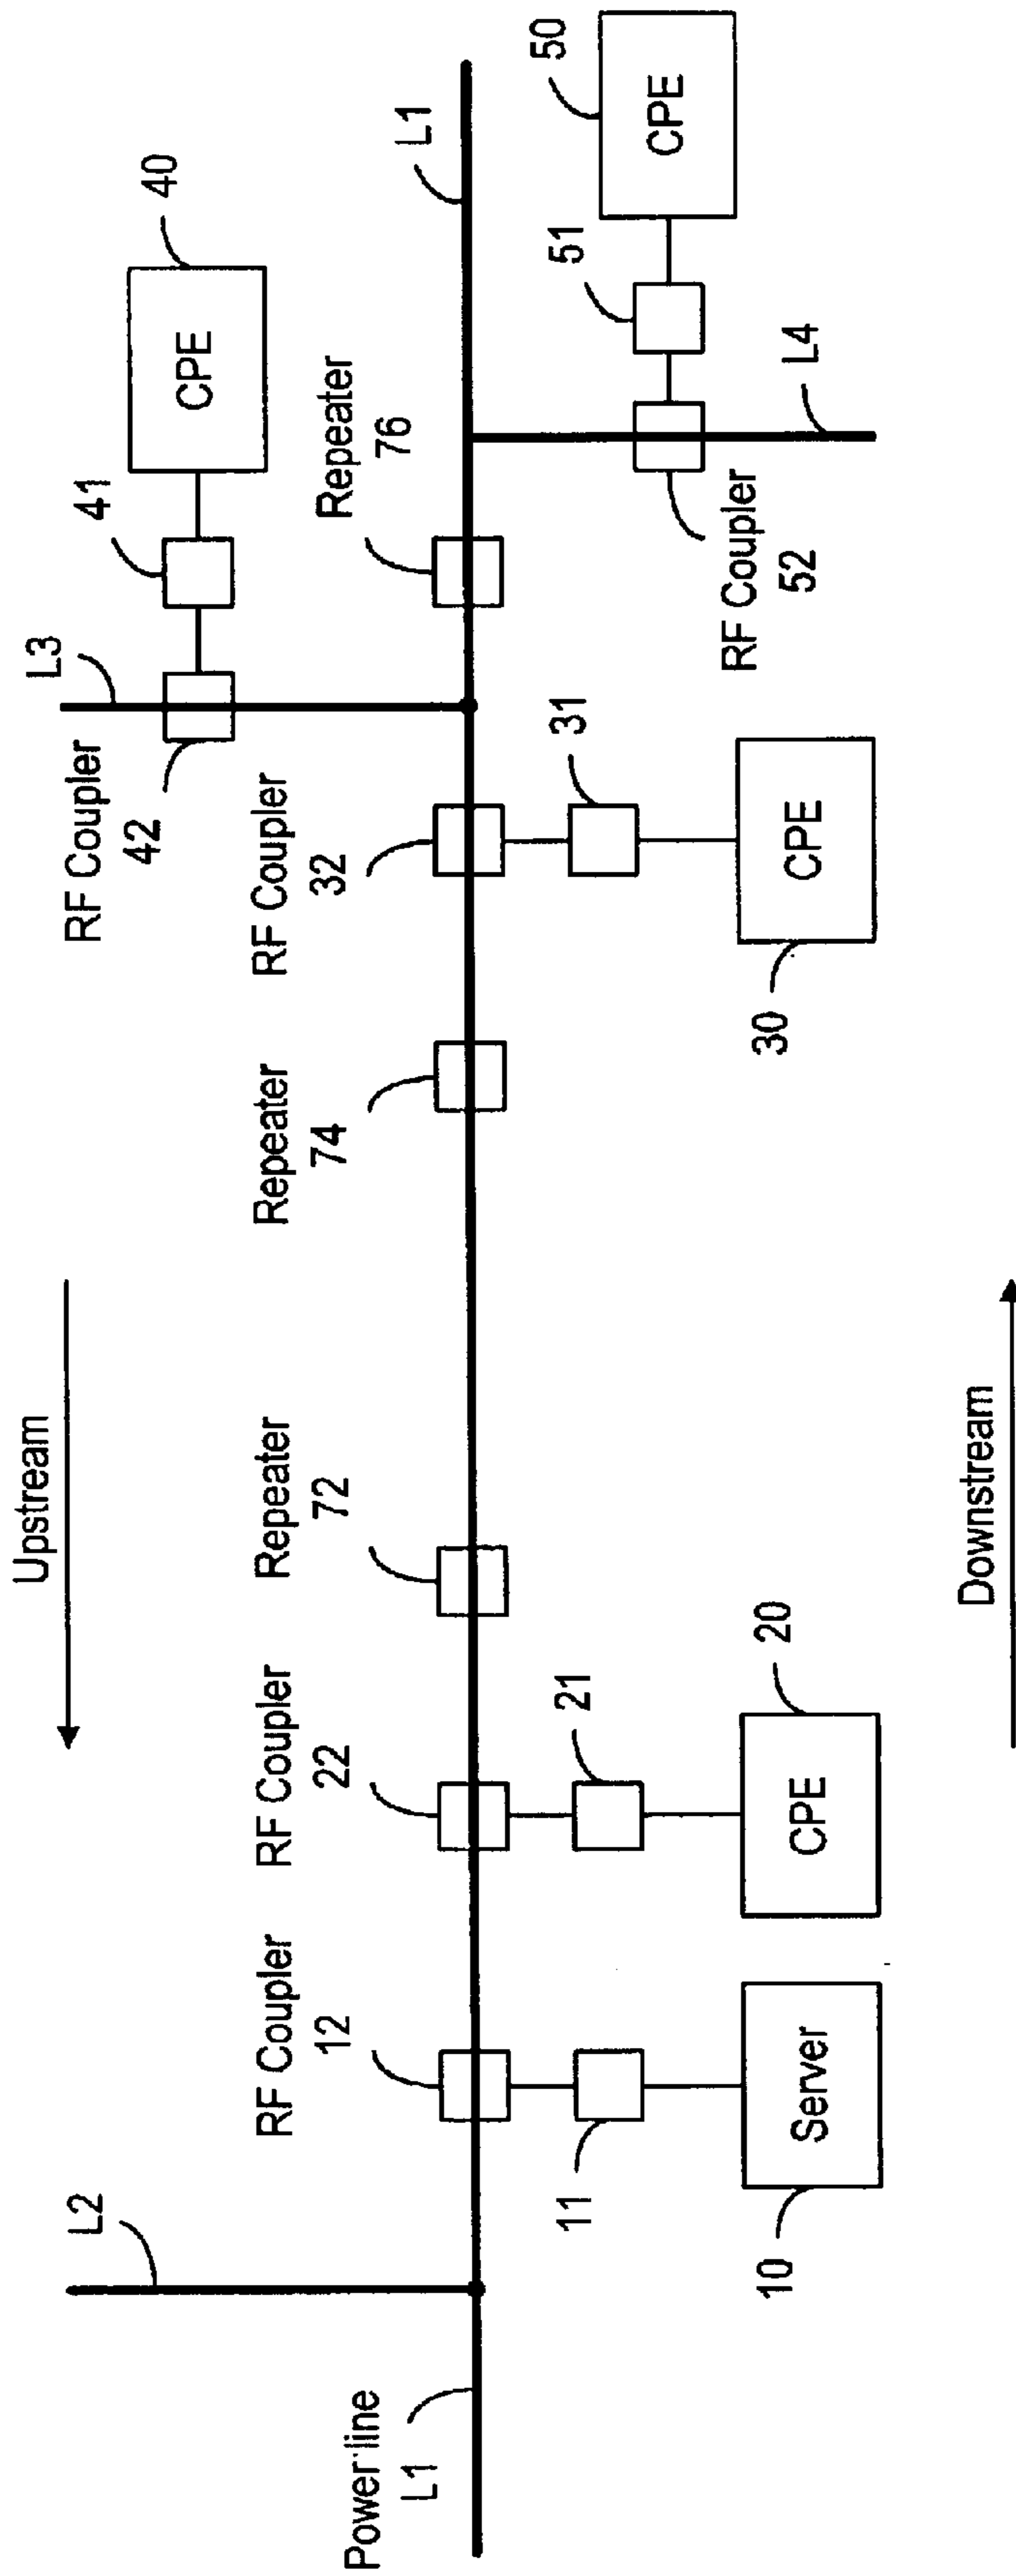 Upstream
Power line
L1
L2
RF Coupler
12
11
10
Server
RF Coupler
22
21
20
CPE
Repeater
72
Repeater
74
RF Coupler
32
31
30
CPE
RF Coupler
42
L3
41
40
CPE
Repeater
76
L1
RF Coupler
52
L4
51
50
CPE
Downstream